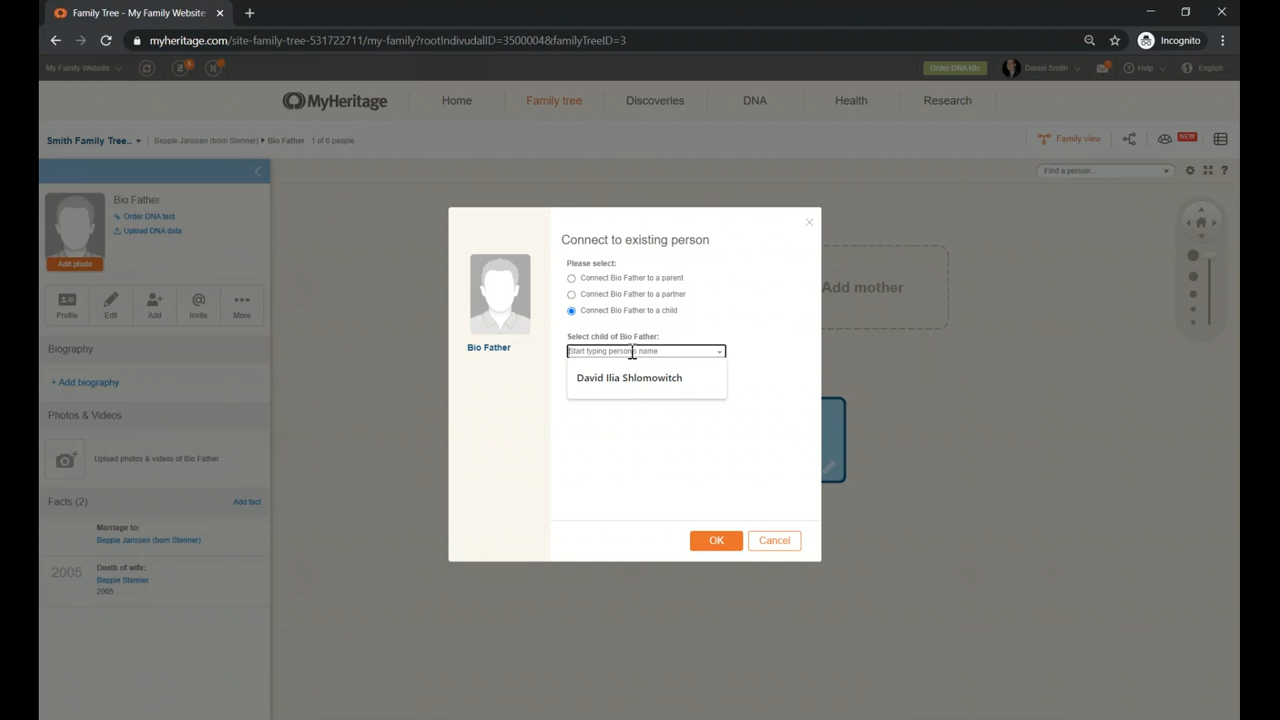 Family Tree - My Family Website
myheritage.com/site-family-tree-531722711/my-family?rootIndivudalID=3500004&familyTreeID=3
Incognito
My Family Website
Order DNA kits
Daniel Smith
Help
English
MyHeritage
Home
Family tree
Discoveries
DNA
Health
Research
Smith Family Tree..
Beppie Janssen (born Stenner)
Bio Father
1 of 6 people
Family view
NEW
Find a person...
?
Bio Father
Order DNA test
Upload DNA data
Add photo
Profile
Edit
Add
Invite
More
Biography
+ Add biography
Photos & Videos
Upload photos & videos of Bio Father
Facts (2)
Add fact
Marriage to:
Beppie Janssen (born Stenner)
2005
Death of wife:
Beppie Stenner
2005
Add mother
Connect to existing person
Please select:
Connect Bio Father to a parent
Connect Bio Father to a partner
Connect Bio Father to a child
Select child of Bio Father:
Start typing person's name
David Ilia Shlomowitch
Bio Father
OK
Cancel